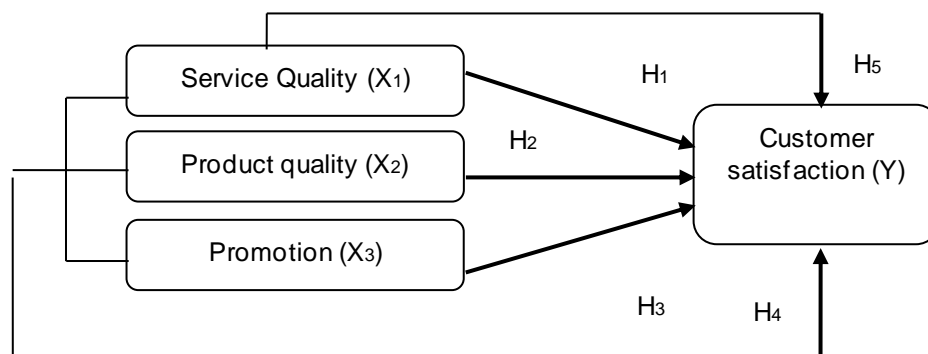 Service Quality (X1)
H1
H5
Product quality (X2)
H2
Customer
satisfaction (Y)
Promotion (X3)
H3
H4